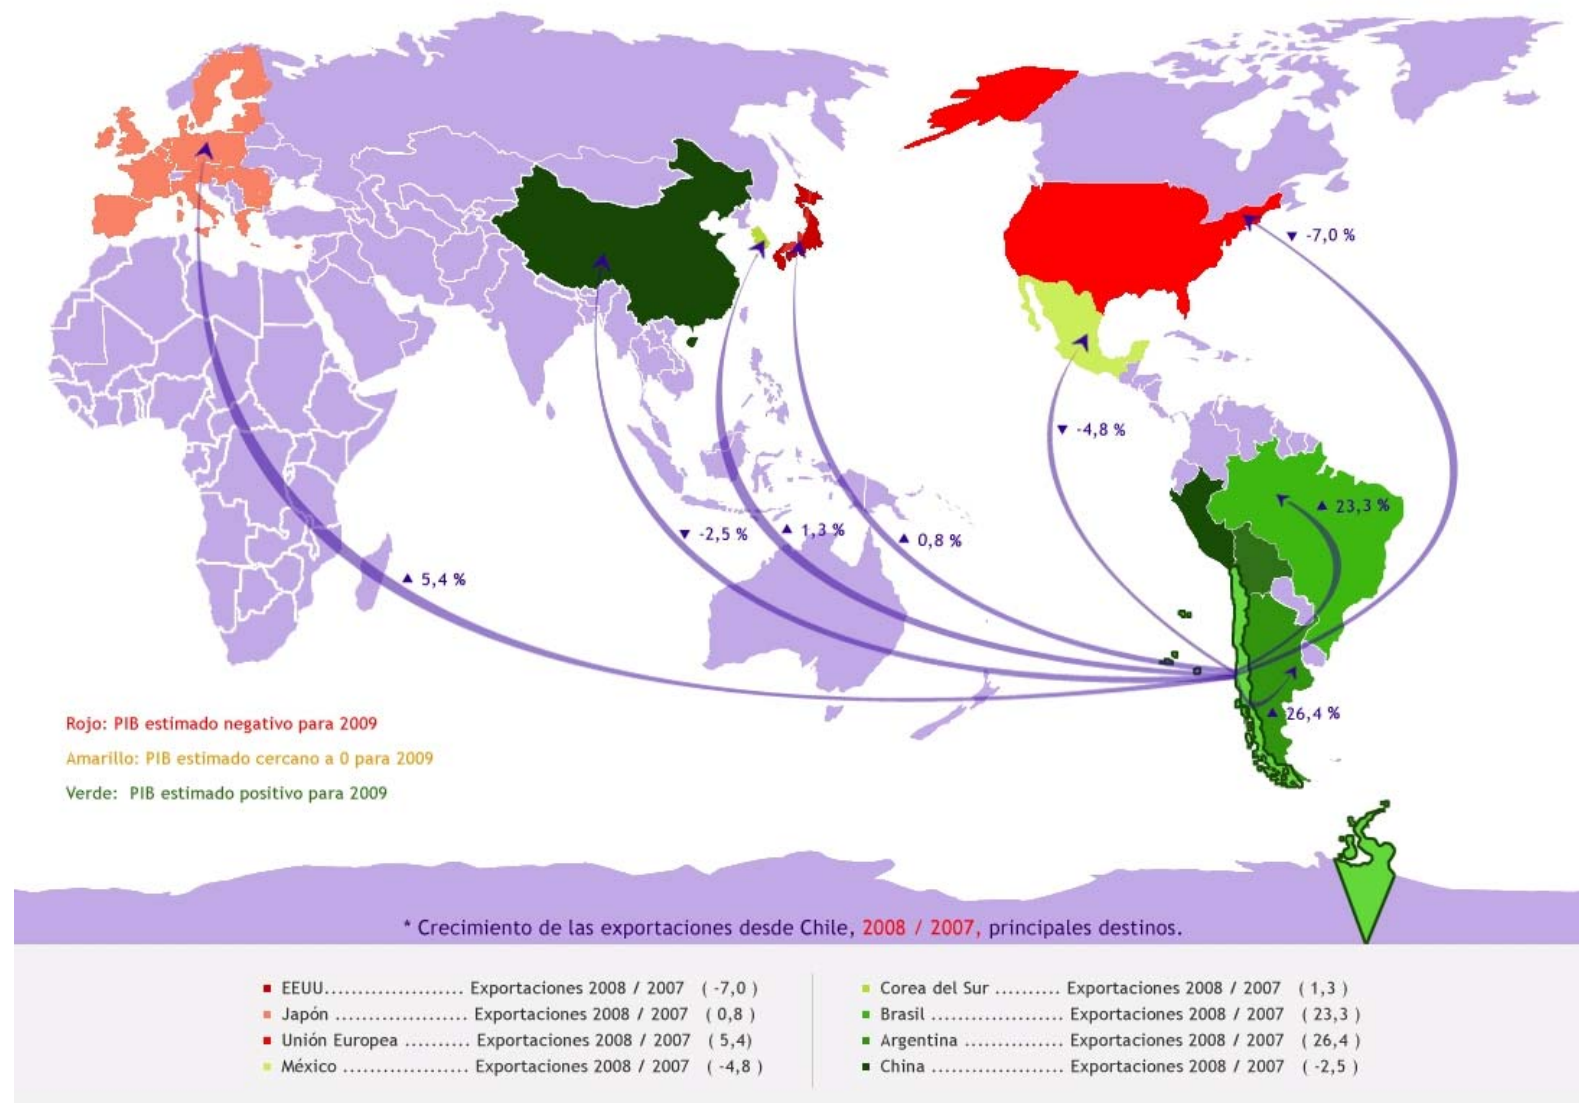 ▼ -7,0 %
▼ -4,8 %
▲ 23,3 %
▼ -2,5 %
▲ 1,3 %
▲ 0,8 %
▲ 5,4 %
▲ 26,4 %
Rojo: PIB estimado negativo para 2009
Amarillo: PIB estimado cercano a 0 para 2009
Verde: PIB estimado positivo para 2009
* Crecimiento de las exportaciones desde Chile, 2008 / 2007, principales destinos.
EEUU..................... Exportaciones 2008 / 2007 ( -7,0 )
Japón .................... Exportaciones 2008 / 2007 ( 0,8 )
Unión Europea .......... Exportaciones 2008 / 2007 ( 5,4)
México ................... Exportaciones 2008 / 2007 ( -4,8 )
Corea del Sur .......... Exportaciones 2008 / 2007 ( 1,3 )
Brasil .................... Exportaciones 2008 / 2007 ( 23,3 )
Argentina ............... Exportaciones 2008 / 2007 ( 26,4 )
China .................... Exportaciones 2008 / 2007 ( -2,5 )